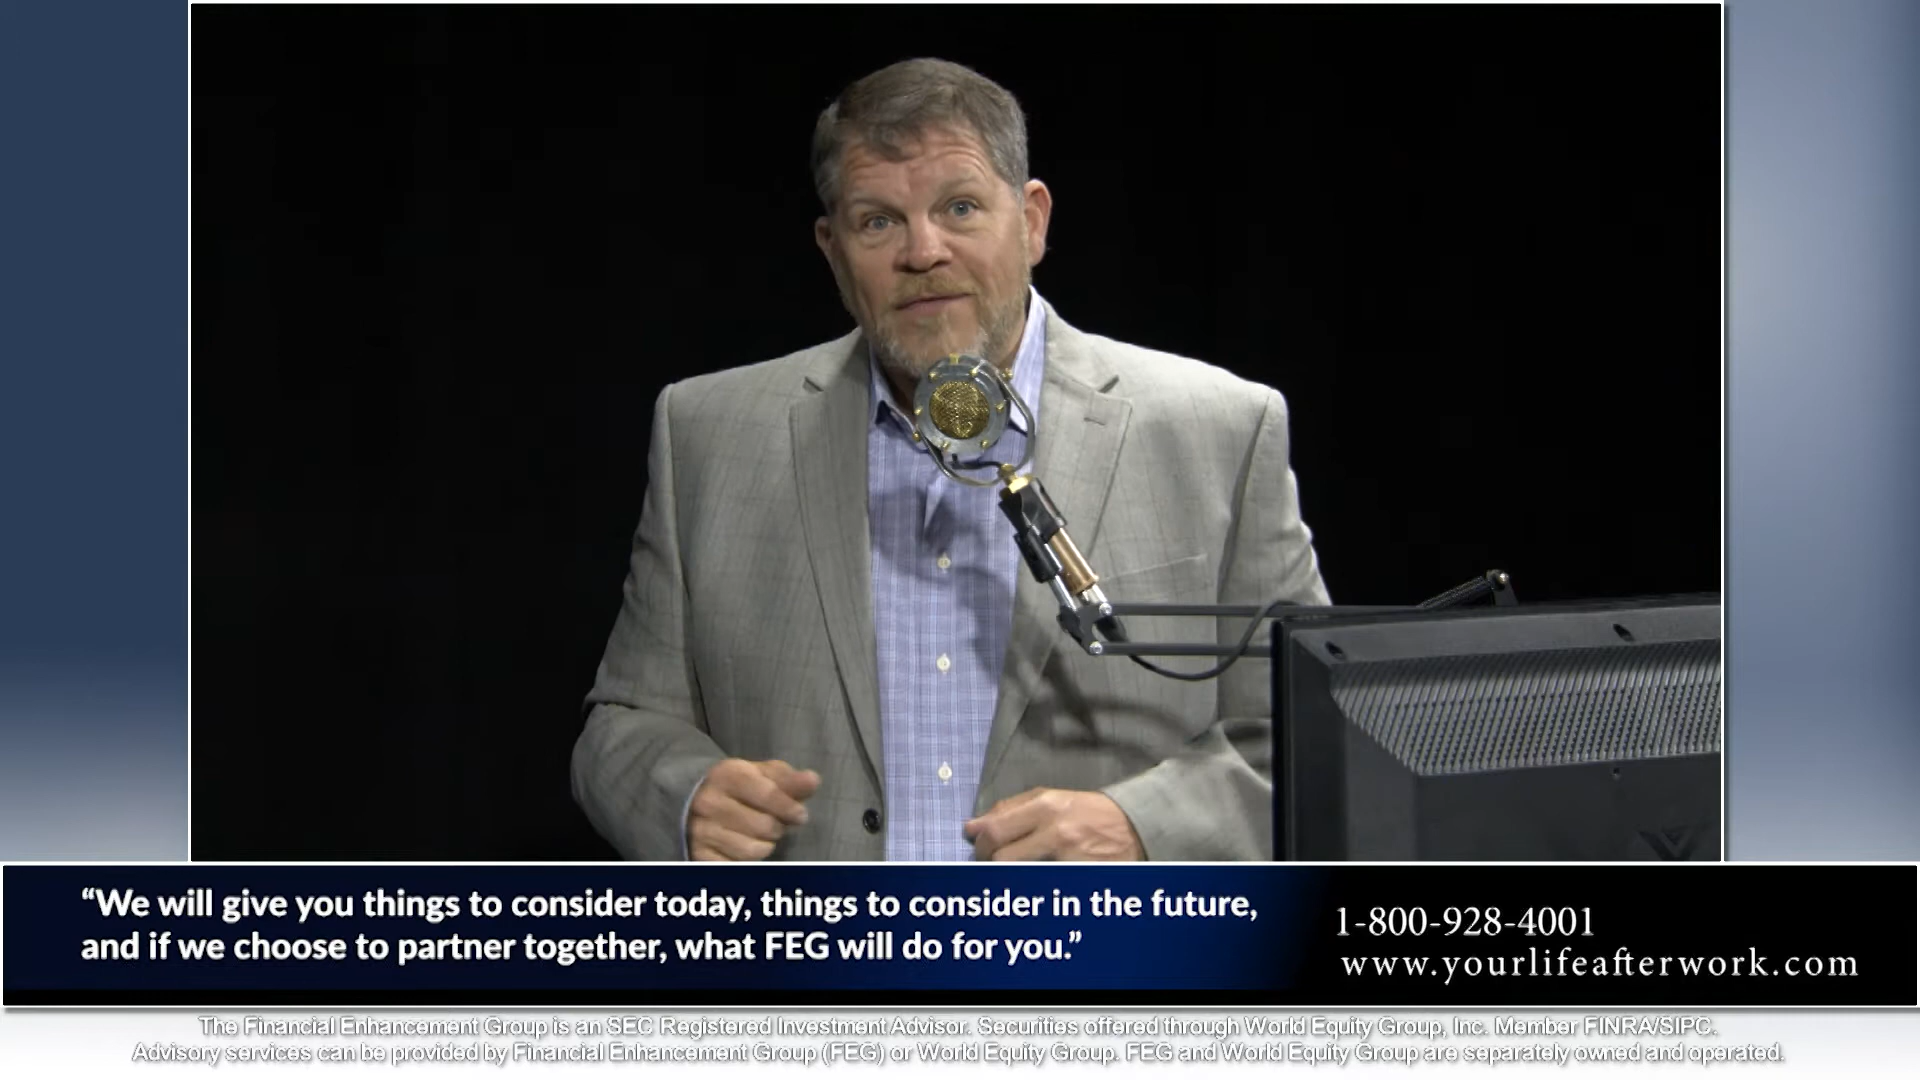 “We will give you things to consider today, things to consider in the future,
and if we choose to partner together, what FEG will do for you.”
1-800-928-4001
www.yourlifeafterwork.com
The Financial Enhancement Group is an SEC Registered Investment Advisor. Securities offered through World Equity Group, Inc. Member FINRA/SIPC.
Advisory services can be provided by Financial Enhancement Group (FEG) or World Equity Group. FEG and World Equity Group are separately owned and operated.